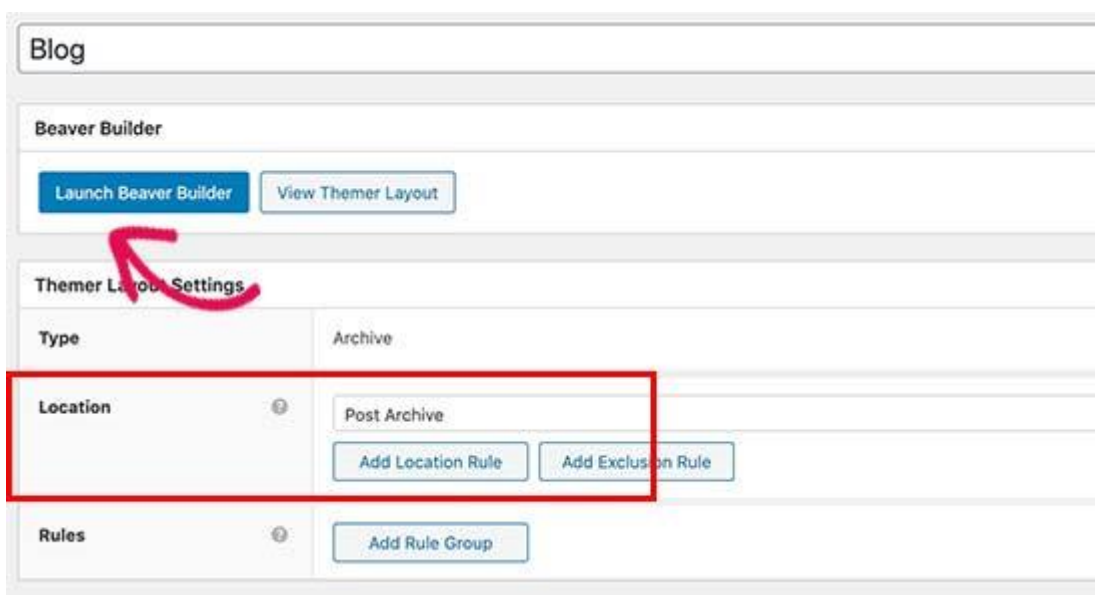 Blog
Beaver Builder
Launch Beaver Builder View Themer Layout
Themer Layout Settings
Type Archive
Location Post Archive
Add Location Rule Add Exclusion Rule
Rules Add Rule Group